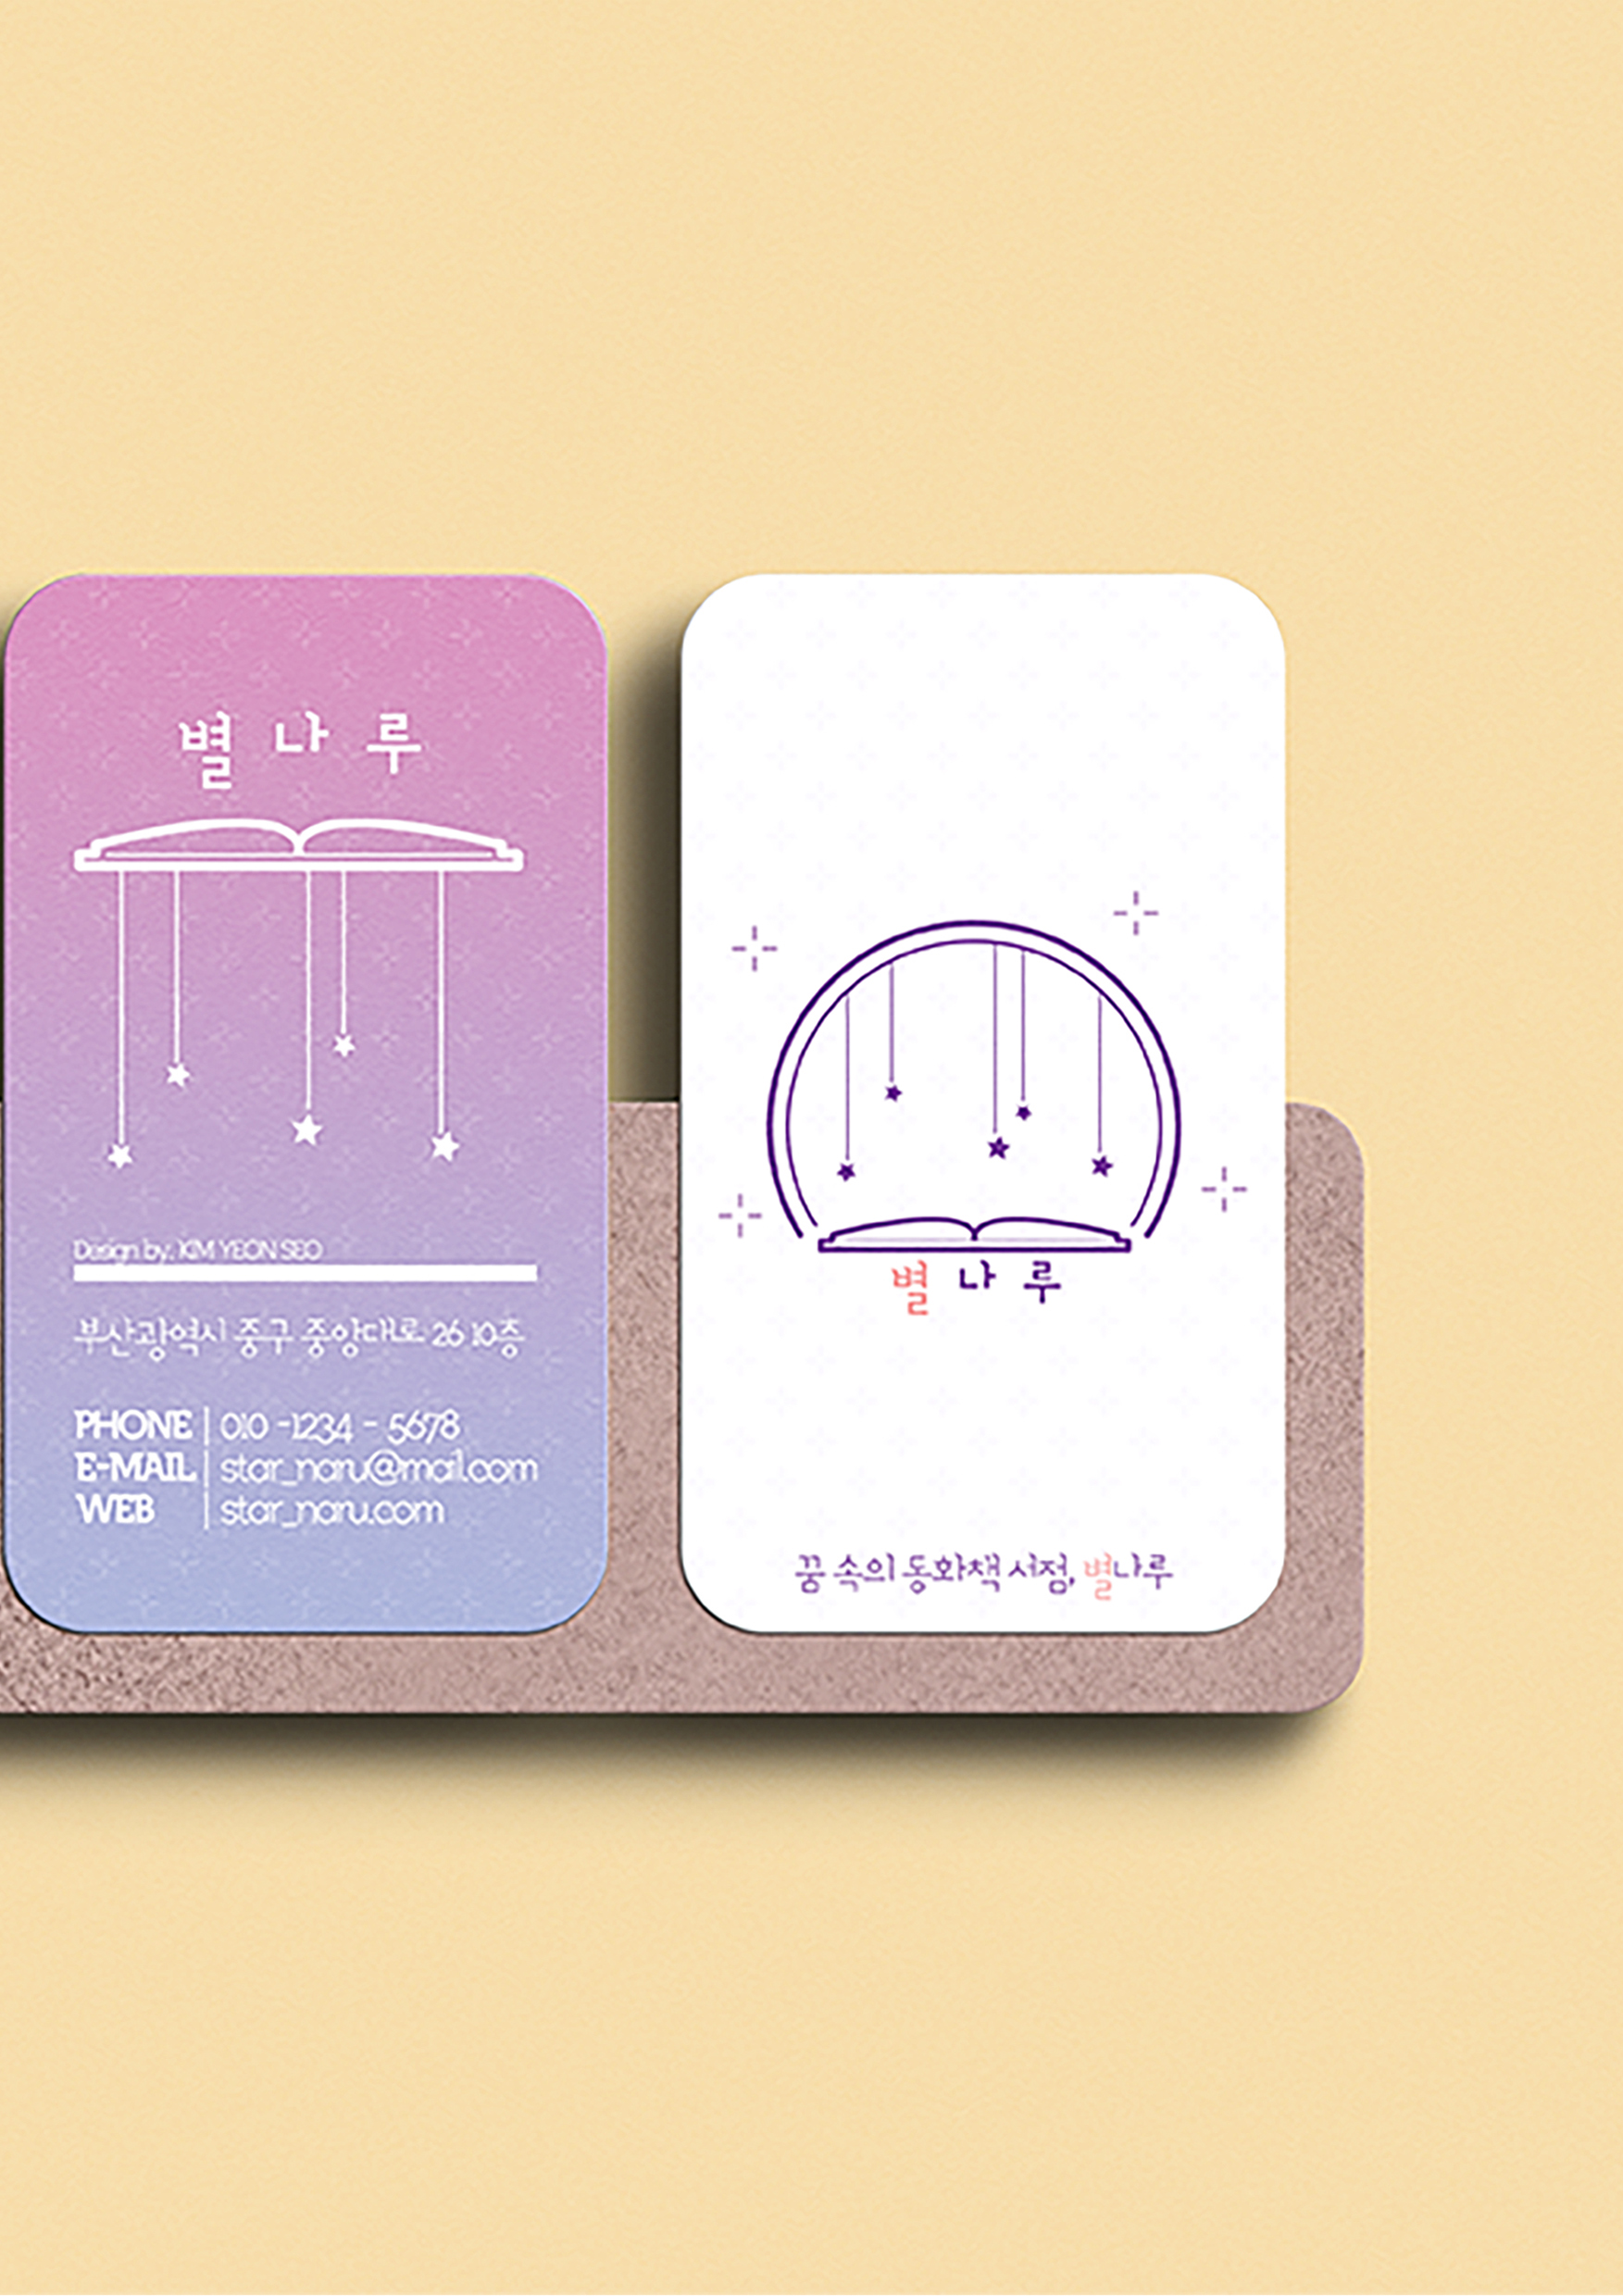 별 나 루
Design by. KIM YEON SEO
부산광역시 중구 중앙대로 26 10층
PHONE | 010 -1234 - 5678
E-MAIL | star_naru@mail.com
WEB | star_naru.com
별 나 루
꿈 속의 동화책 서점, 별나루